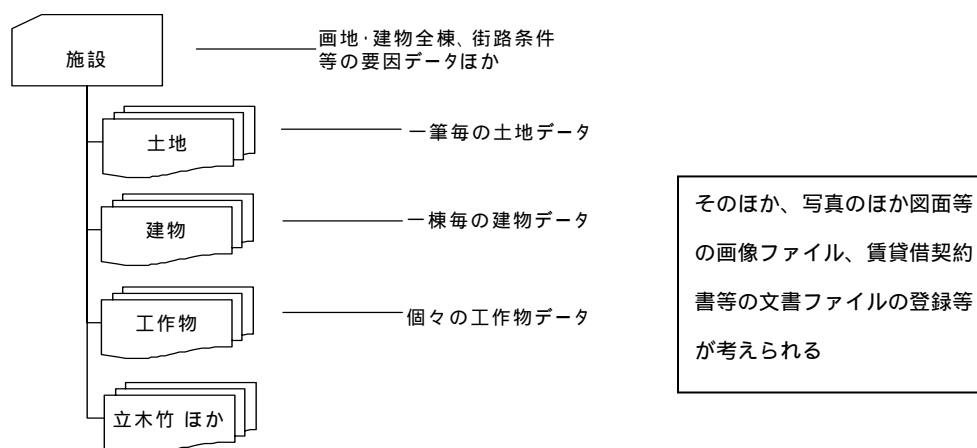 施設
画地・建物全棟、街路条件
等の要因データほか
土地
一筆毎の土地データ
建物
一棟毎の建物データ
工作物
個々の工作物データ
立木竹 ほか
そのほか、写真のほか図面等
の画像ファイル、賃貸借契約
書等の文書ファイルの登録等
が考えられる